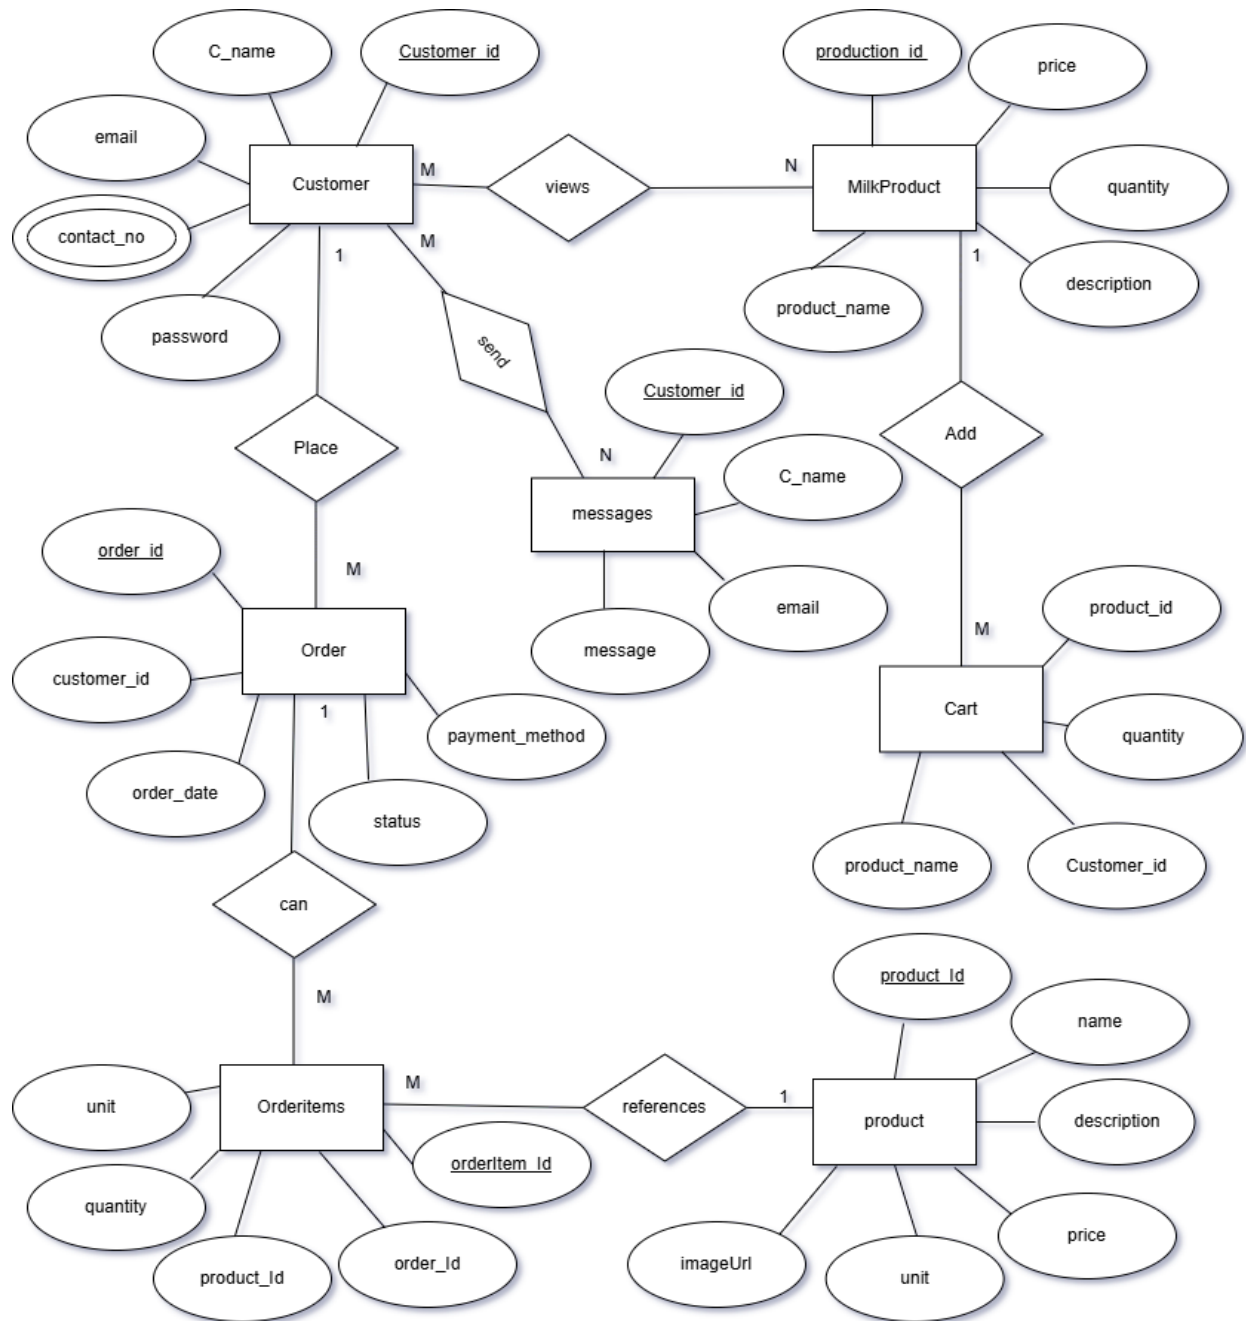 C_name
Customer_id
production_id
price
email
Customer
M
views
N
MilkProduct
quantity
contact_no
M
1
1
description
product_name
password
send
Customer_id
Place
Add
N
C_name
messages
order_id
M
email
product_id
message
M
Order
customer_id
Cart
1
payment_method
quantity
order_date
status
product_name
Customer_id
can
product_Id
M
name
M
1
unit
Orderitems
references
product
description
orderItem_Id
quantity
price
product_Id
order_Id
imageUrl
unit